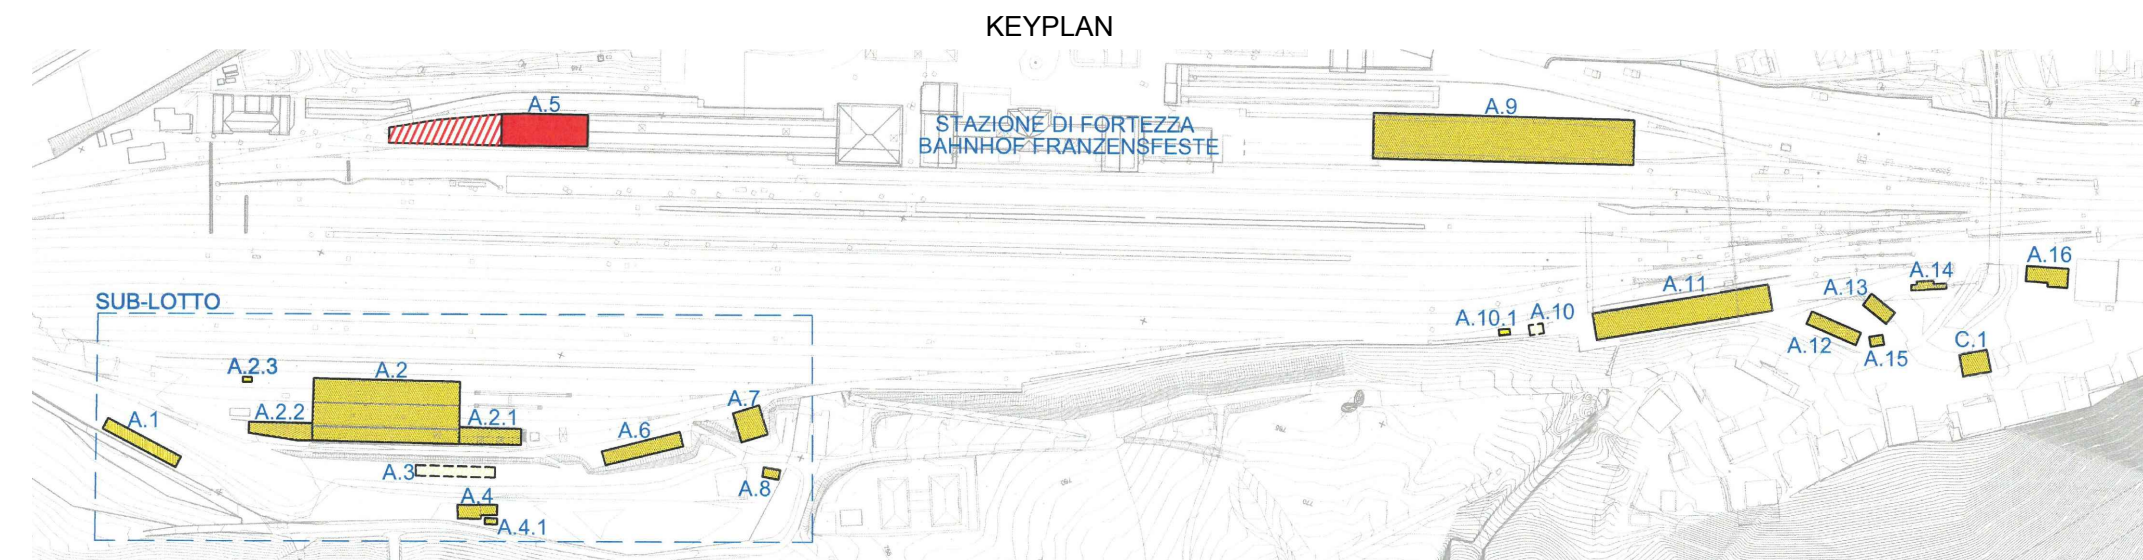 KEYPLAN
A.5
A.9
STAZIONE DI FORTEZZA
BAHNHOF FRANZENSFESTE
A.16
A.14
A.13
A.11
SUB-LOTTO
A.10.1
A.10
A.12
A.15
C.1
A.2.3
A.2
A.1
A.2.2
A.2.1
A.6
A.7
A.3
A.8
A.4
A.4.1